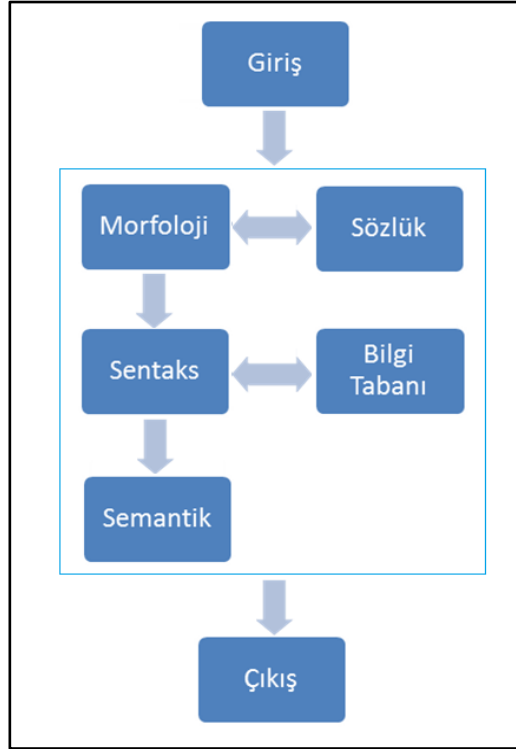 Giriş
Morfoloji
Sözlük
Sentaks
Bilgi
Tabanı
Semantik
Çıkış